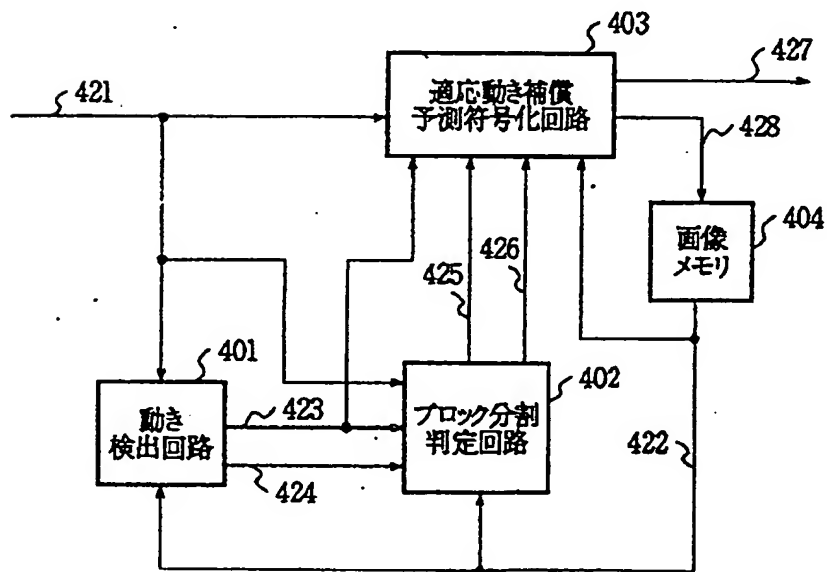 403
427
421
適応動き補償
予測符号化回路
428
404
画像
メモリ
425
426
401
402
動き
検出回路
423
424
ブロック分割
判定回路
422